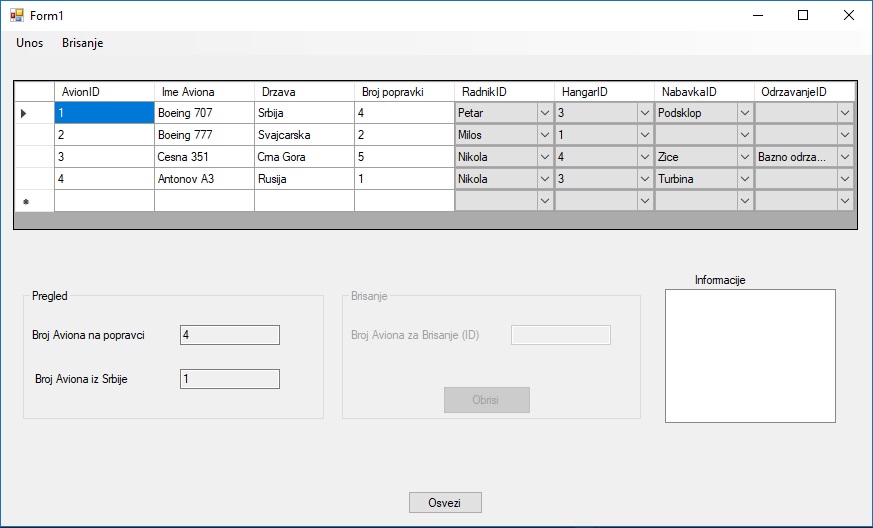 Form1
Unos Brisanje
AvionID Ime Aviona Drzava Broj popravki RadnikID HangarID NabavkaID OdrzavanjeID
1 Boeing 707 Srbija 4 Petar 3 Podsklop
2 Boeing 777 Svajcarska 2 Milos 1
3 Cesna 351 Crna Gora 5 Nikola 4 Zice Bazno odrza...
4 Antonov A3 Rusija 1 Nikola 3 Turbina
Informacije
Pregled Brisanje
Broj Aviona na popravci 4 Broj Aviona za Brisanje (ID)
Broj Aviona iz Srbije 1
Obrisi
Osvezi